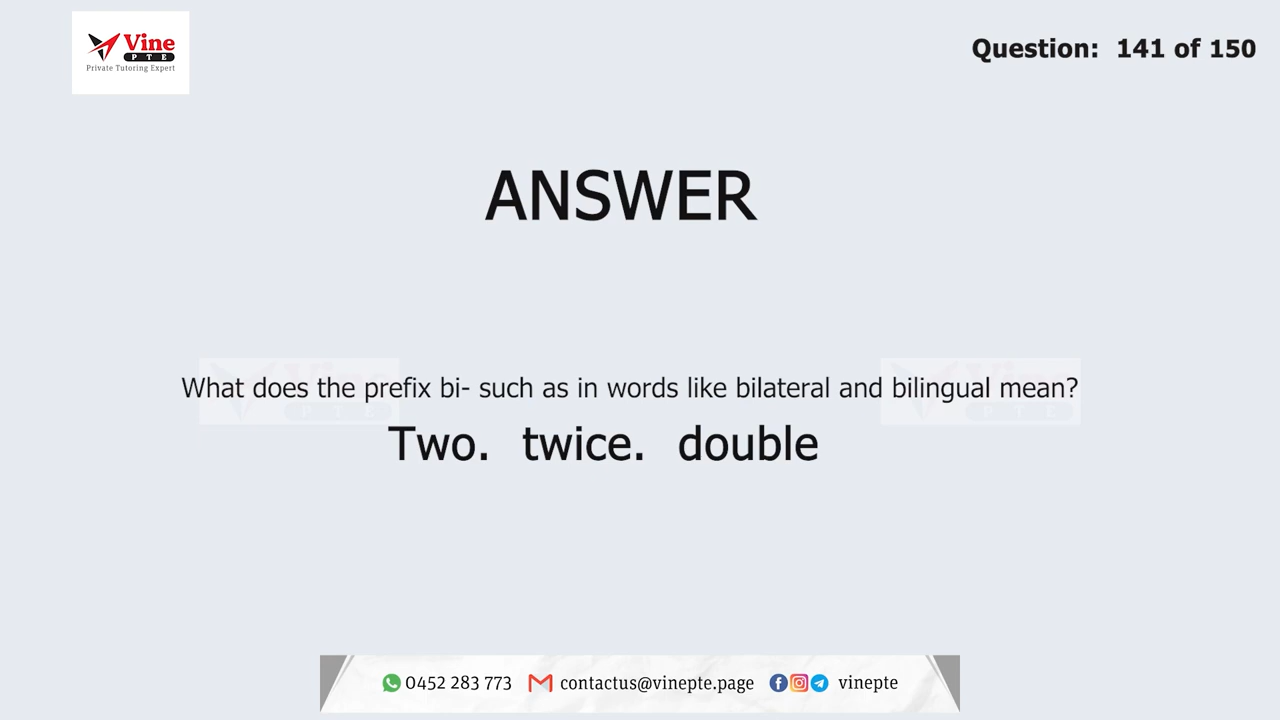 Vine
PTE
Private Tutoring Expert
Question: 141 of 150
ANSWER
What does the prefix bi- such as in words like bilateral and bilingual mean?
Two. twice. double
0452 283 773 contactus@vinepte.page vinepte